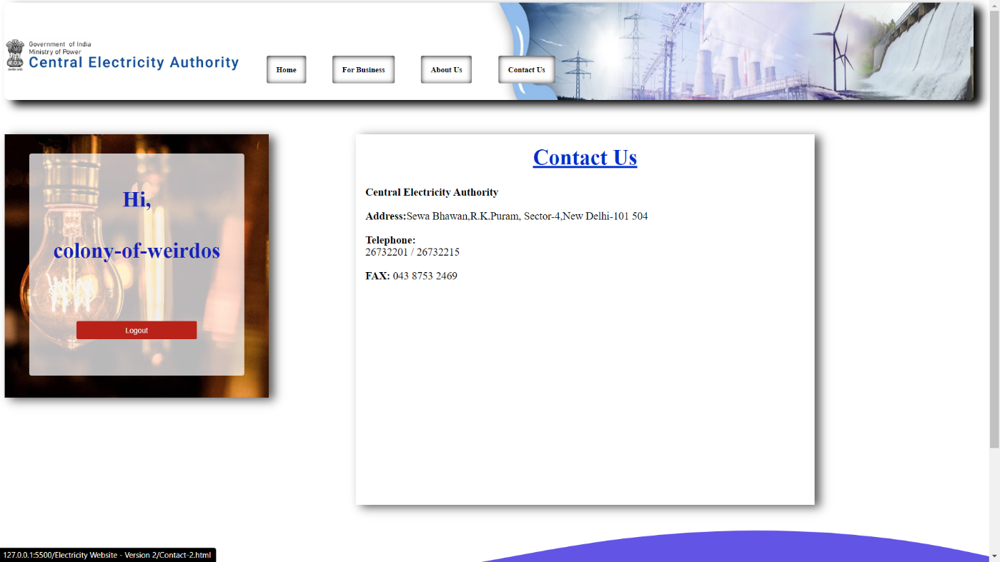 Government of India
Ministry of Power
Central Electricity Authority
Home
For Business
About Us
Contact Us
Hi,
colony-of-weirdos
Logout
Contact Us
Central Electricity Authority
Address:Sewa Bhawan,R.K.Puram, Sector-4,New Delhi-101 504
Telephone:
26732201 / 26732215
FAX: 043 8753 2469
127.0.0.1:5500/Electricity Website - Version 2/Contact-2.html